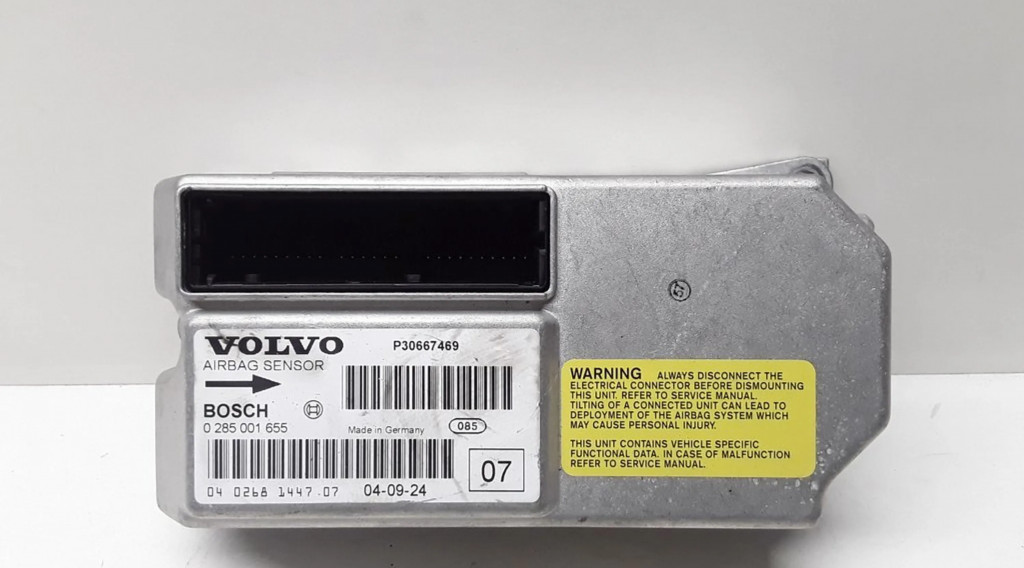 VOLVO P30667469
AIRBAG SENSOR
BOSCH
0 285 001 655
Made in Germany 085
04 0268 1447.07 04-09-24 07
57
WARNING ALWAYS DISCONNECT THE
ELECTRICAL CONNECTOR BEFORE DISMOUNTING
THIS UNIT. REFER TO SERVICE MANUAL.
TILTING OF A CONNECTED UNIT CAN LEAD TO
DEPLOYMENT OF THE AIRBAG SYSTEM WHICH
MAY CAUSE PERSONAL INJURY.
THIS UNIT CONTAINS VEHICLE SPECIFIC
FUNCTIONAL DATA. IN CASE OF MALFUNCTION
REFER TO SERVICE MANUAL.